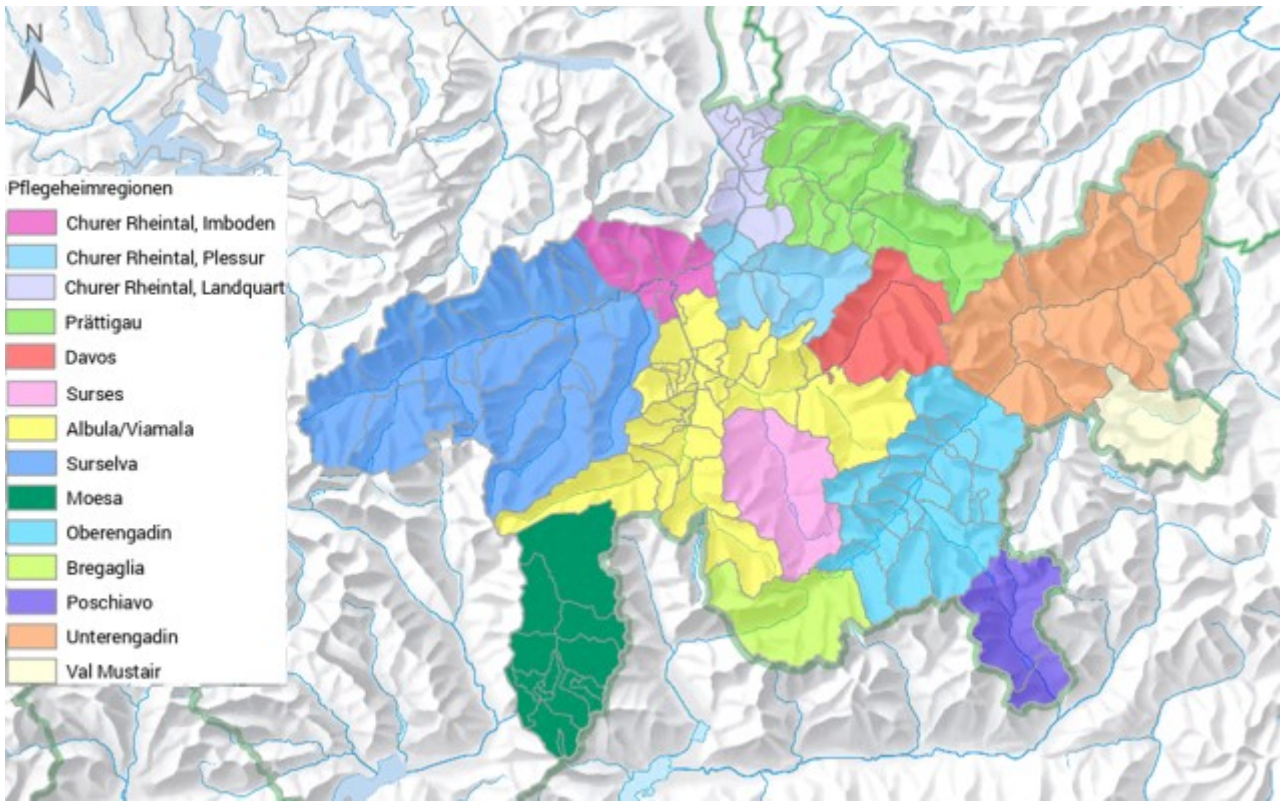 N
Pflegeheimregionen
Churer Rheintal, Imboden
Churer Rheintal, Plessur
Churer Rheintal, Landquart
Prättigau
Davos
Surses
Albula/Viamala
Surselva
Moesa
Oberengadin
Bregaglia
Poschiavo
Unterengadin
Val Mustair